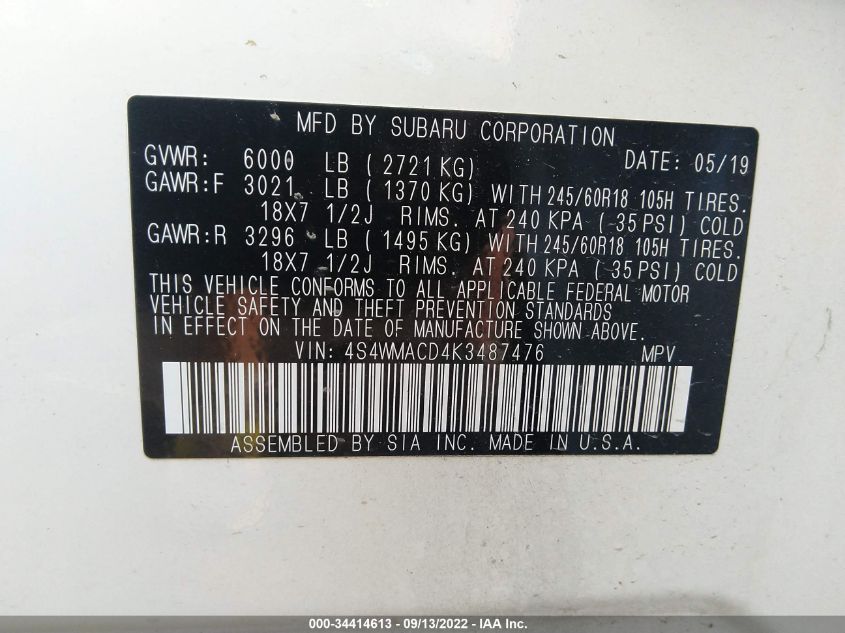 MFD BY SUBARU CORPORATION
GVWR: 6000 LB ( 2721 KG) DATE: 05/19
GAWR:F 3021 LB ( 1370 KG) WITH 245/60R18 105H TIRES.
18X7 1/2J RIMS. AT 240 KPA ( 35 PSI) COLD
GAWR:R 3296 LB ( 1495 KG) WITH 245/60R18 105H TIRES.
18X7 1/2J RIMS. AT 240 KPA ( 35 PSI) COLD
THIS VEHICLE CONFORMS TO ALL APPLICABLE FEDERAL MOTOR
VEHICLE SAFETY AND THEFT PREVENTION STANDARDS
IN EFFECT ON THE DATE OF MANUFACTURE SHOWN ABOVE.
VIN: 4S4WMACD4K3487476 MPV
ASSEMBLED BY SIA INC. MADE IN U.S.A.
000-34414613 - 09/13/2022 - IAA Inc.